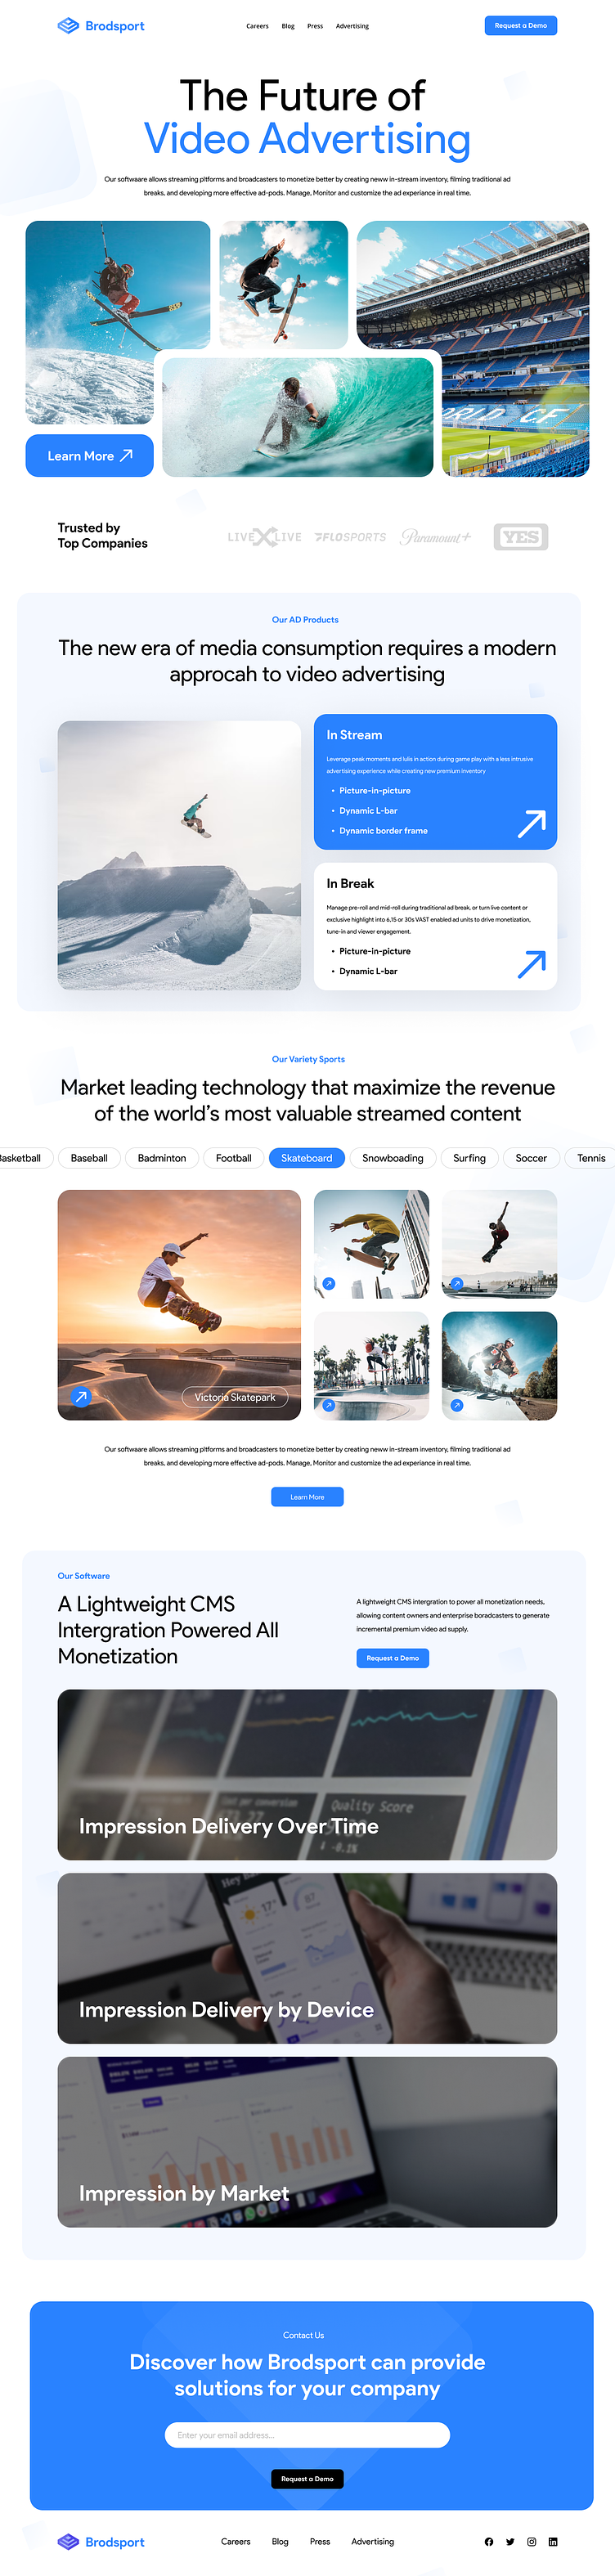 Brodsport
Careers
Blog
Press
Advertising
Request a Demo
The Future of
Video Advertising
Our softwaare allows streaming pltforms and broadcasters to monetize better by creating neww in-stream inventory, filming traditional ad
breaks, and developing more effective ad-pods. Manage, Monitor and customize the ad experiance in real time.
Learn More
Trusted by
Top Companies
LIVE X LIVE
FLOSPORTS
Paramount+
YES
Our AD Products
The new era of media consumption requires a modern
approcah to video advertising
In Stream
Leverage peak moments and lulls in action during game play with a less intrusive
advertising experience while creating new premium inventory
• Picture-in-picture
• Dynamic L-bar
• Dynamic border frame
In Break
Manage pre-roll and mid-roll during traditional ad break, or turn live content or
exclusive highlight into 6,15 or 30s VAST enabled ad units to drive monetization,
tune-in and viewer engagement.
• Picture-in-picture
• Dynamic L-bar
Our Variety Sports
Market leading technology that maximize the revenue
of the world's most valuable streamed content
Basketball
Baseball
Badminton
Football
Skateboard
Snowboading
Surfing
Soccer
Tennis
Victoria Skatepark
Our softwaare allows streaming pltforms and broadcasters to monetize better by creating neww in-stream inventory, filming traditional ad
breaks, and developing more effective ad-pods. Manage, Monitor and customize the ad experiance in real time.
Learn More
Our Software
A Lightweight CMS
Intergration Powered All
Monetization
A lightweight CMS intergration to power all monetization needs,
allowing content owners and enterprise boradcasters to generate
incremental premium video ad supply.
Request a Demo
Quality Score
Impression Delivery Over Time
Impression Delivery by Device
Impression by Market
Contact Us
Discover how Brodsport can provide
solutions for your company
Enter your email address...
Request a Demo
Brodsport
Careers
Blog
Press
Advertising